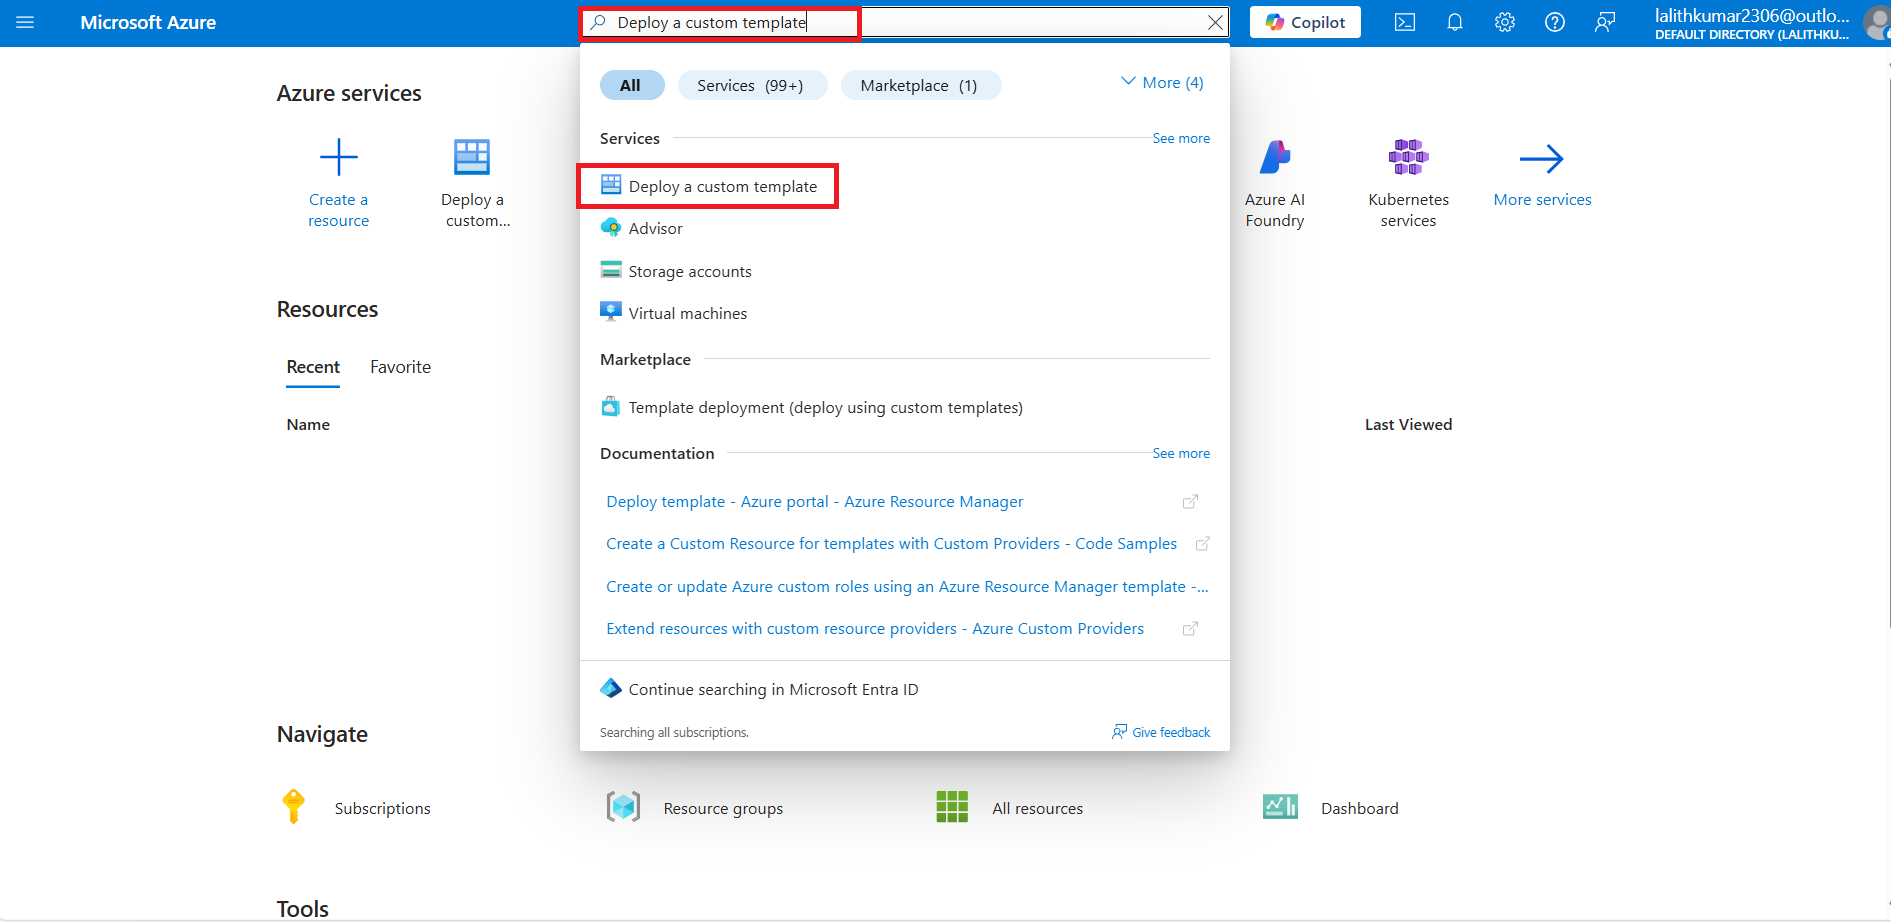 Microsoft Azure
Deploy a custom template
Copilot
lalithkumar2306@outlo...
DEFAULT DIRECTORY (LALITHKU...
All
Services (99+)
Marketplace (1)
More (4)
Azure services
Create a
resource
Deploy a
custom...
Azure AI
Foundry
Kubernetes
services
More services
Services
See more
Deploy a custom template
Advisor
Storage accounts
Virtual machines
Marketplace
Template deployment (deploy using custom templates)
Documentation
See more
Deploy template - Azure portal - Azure Resource Manager
Create a Custom Resource for templates with Custom Providers - Code Samples
Create or update Azure custom roles using an Azure Resource Manager template -...
Extend resources with custom resource providers - Azure Custom Providers
Continue searching in Microsoft Entra ID
Searching all subscriptions.
Give feedback
Resources
Recent
Favorite
Name
Last Viewed
Navigate
Subscriptions
Resource groups
All resources
Dashboard
Tools